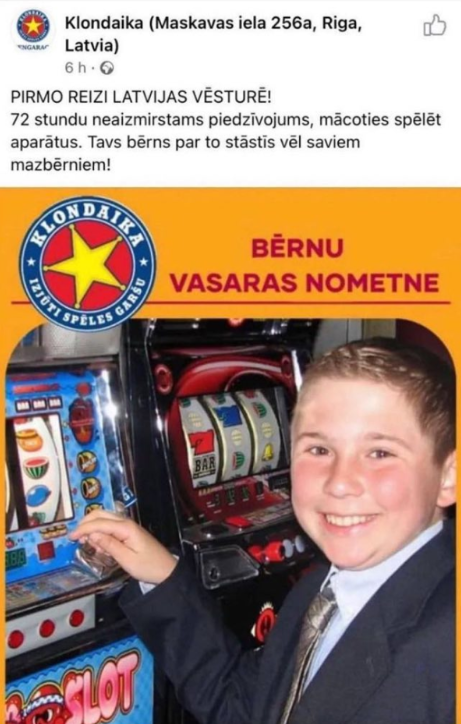 Klondaika (Maskavas iela 256a, Riga,
Latvia)
6 h ·
PIRMO REIZI LATVIJAS VĒSTURĒ!
72 stundu neaizmirstams piedzīvojums, mācoties spēlēt
aparātus. Tavs bērns par to stāstīs vēl saviem
mazbērniem!
KLONDAIKA
IZJŪTI SPĒLES GARŠU
BĒRNU
VASARAS NOMETNE
BAR
SLOT